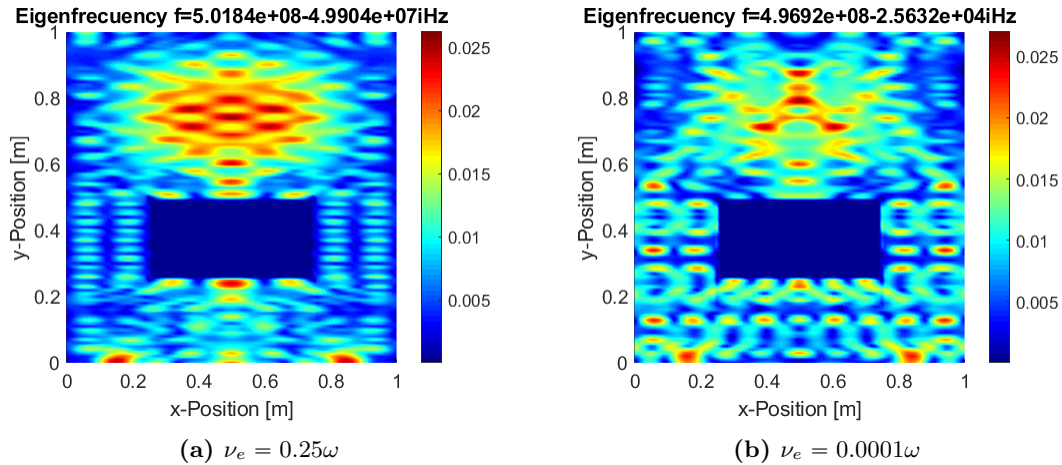 Eigenfrecuency f=5.0184e+08-4.9904e+07iHz
1
0.8
0.6
0.4
0.2
0
y-Position [m]
0 0.2 0.4 0.6 0.8 1
x-Position [m]
0.025
0.02
0.015
0.01
0.005
(a) νe = 0.25ω
Eigenfrecuency f=4.9692e+08-2.5632e+04iHz
1
0.8
0.6
0.4
0.2
0
y-Position [m]
0 0.2 0.4 0.6 0.8 1
x-Position [m]
0.025
0.02
0.015
0.01
0.005
(b) νe = 0.0001ω